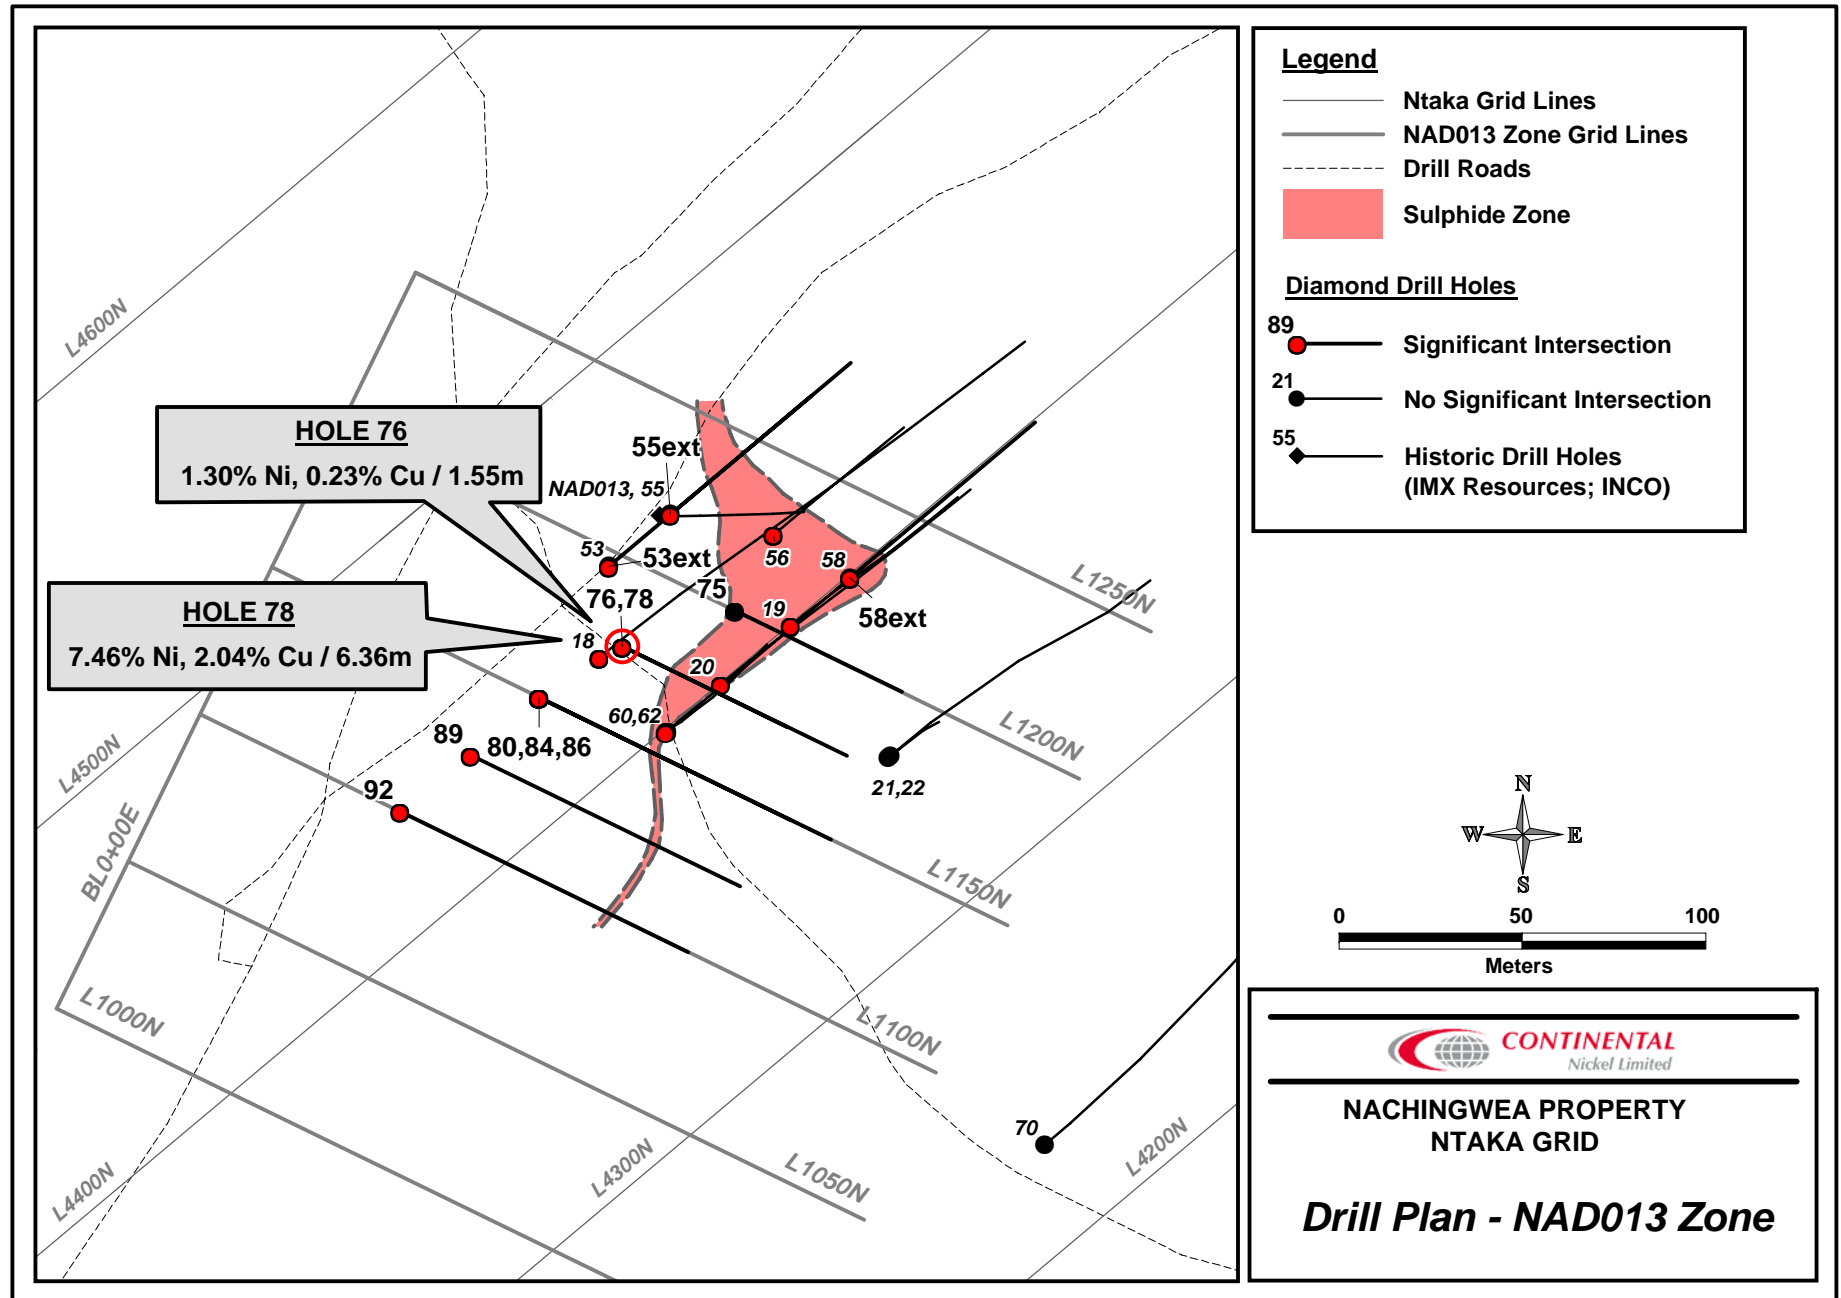 L4600N
HOLE 76
1.30% Ni, 0.23% Cu / 1.55m
55ext
NAD013, 55
53
53ext
56
58
L1250N
HOLE 78
7.46% Ni, 2.04% Cu / 6.36m
76,78
75
19
58ext
18
20
60,62
L1200N
L4500N
89
80,84,86
21,22
92
BL0+00E
L1150N
L1000N
L1100N
70
L4400N
L4300N
L1050N
L4200N
Legend
Ntaka Grid Lines
NAD013 Zone Grid Lines
Drill Roads
Sulphide Zone
Diamond Drill Holes
89
Significant Intersection
21
No Significant Intersection
55
Historic Drill Holes
(IMX Resources; INCO)
N
W E
S
0 50 100
Meters
CONTINENTAL
Nickel Limited
NACHINGWEA PROPERTY
NTAKA GRID
Drill Plan - NAD013 Zone